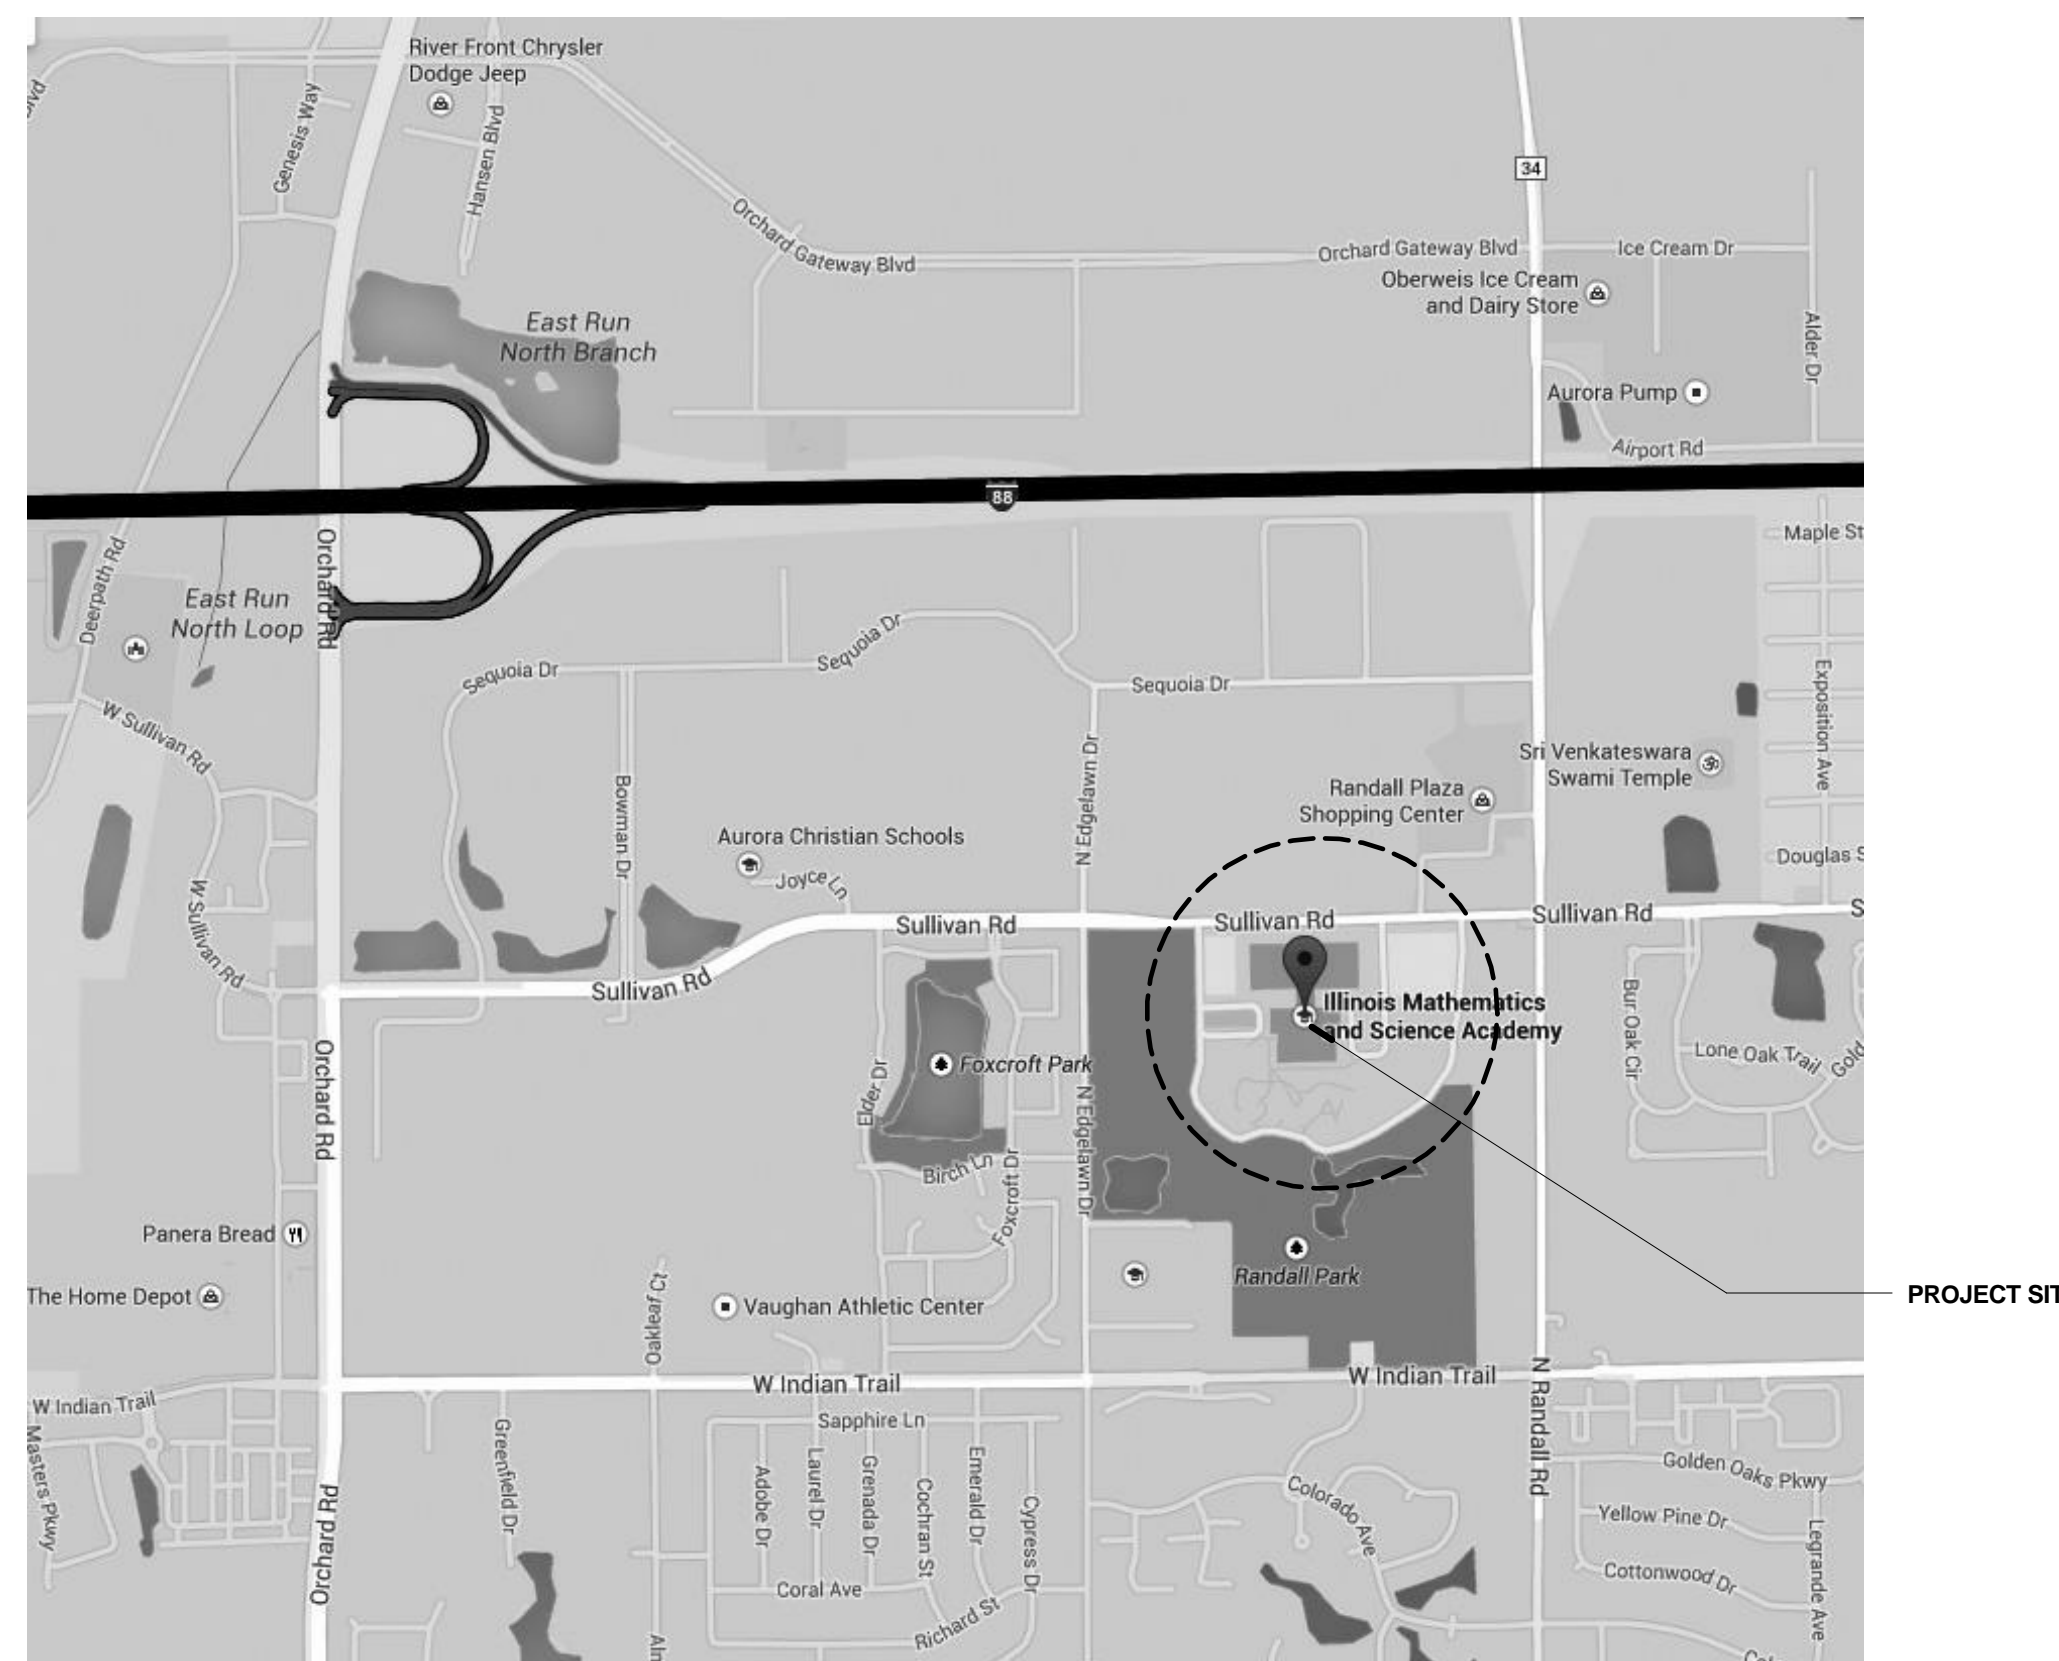 River Front Chrysler
Dodge Jeep
Genesis Way
Hansen Blvd
34
Orchard Gateway Blvd
Orchard Gateway Blvd
Ice Cream Dr
Oberweis Ice Cream
and Dairy Store
East Run
North Branch
Alder Dr
Aurora Pump
Airport Rd
88
Orchard Rd
Maple St
Deerpath Rd
East Run
North Loop
Sequoia Dr
Sequoia Dr
Sequoia Dr
Exposition Ave
W Sullivan Rd
N Edgelawn Dr
Sri Venkateswara
Swami Temple
Bowman Dr
Randall Plaza
Shopping Center
Aurora Christian Schools
Joyce Ln
Douglas S
W Sullivan Rd
Sullivan Rd
Sullivan Rd
Sullivan Rd
S
Sullivan Rd
Illinois Mathematics
and Science Academy
Bur Oak Cir
Lone Oak Trail
Gold
Orchard Rd
Foxcroft Park
Elder Dr
N Edgelawn Dr
Birch Ln
Foxcroft Dr
Panera Bread
Randall Park
PROJECT SIT
The Home Depot
Oakleaf Ct
Vaughan Athletic Center
W Indian Trail
W Indian Trail
W Indian Trail
N Randall Rd
Masters Pkwy
Greenfield Dr
Sapphire Ln
Adobe Dr
Laurel Dr
Grenada Dr
Cochran St
Emerald Dr
Cypress Dr
Colorado Ave
Golden Oaks Pkwy
Yellow Pine Dr
Legrande Ave
Orchard Rd
Coral Ave
Cottonwood Dr
Richard St